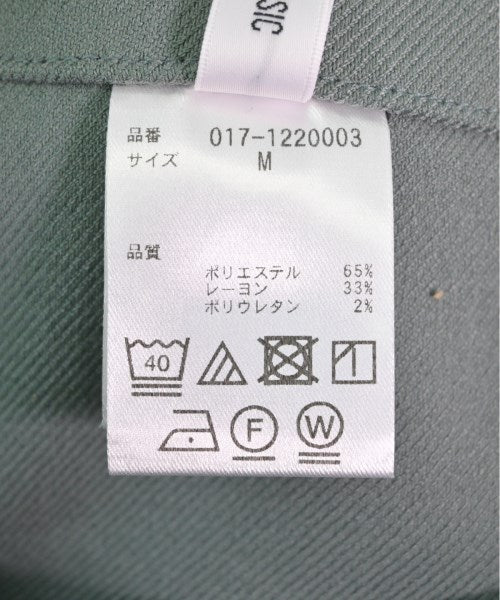 SIC
品番 017-1220003
サイズ M
品質
ポリエステル 65%
レーヨン 33%
ポリウレタン 2%
40
F W